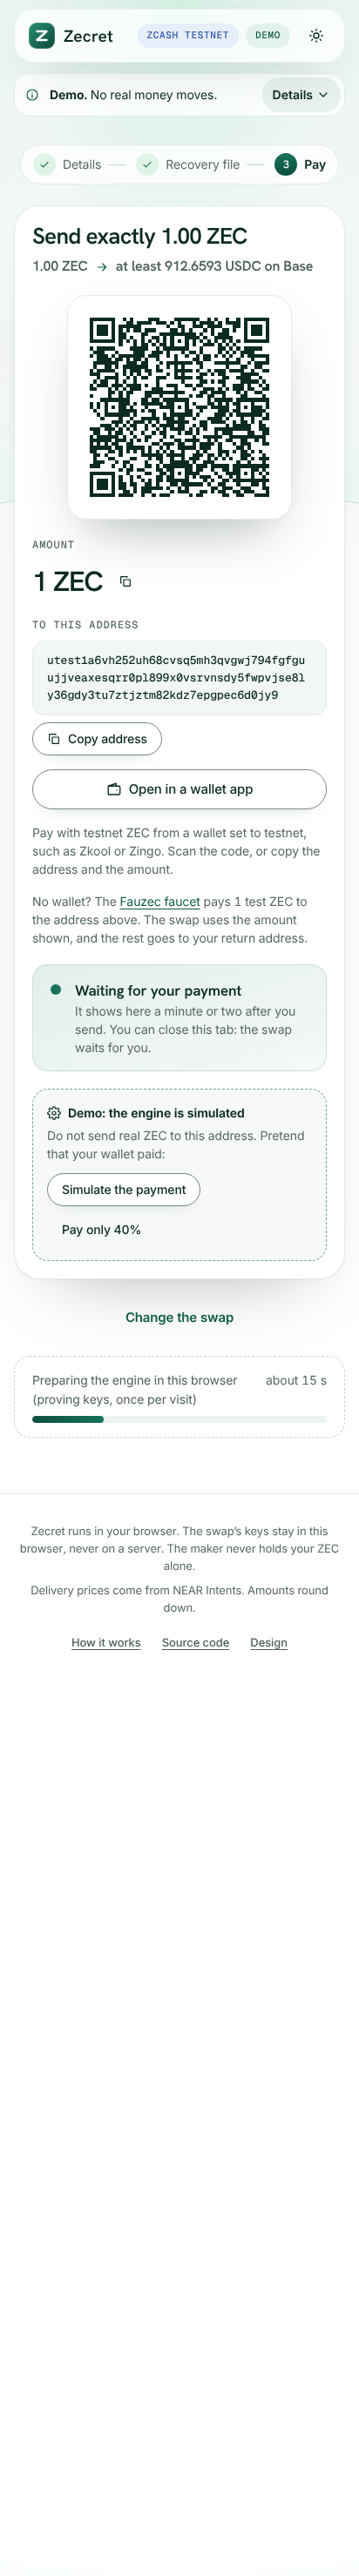 Zecret
ZCASH TESTNET
DEMO
Demo. No real money moves.
Details
Details
Recovery file
3 Pay
Send exactly 1.00 ZEC
1.00 ZEC → at least 912.6593 USDC on Base
AMOUNT
1 ZEC
TO THIS ADDRESS
utest1a6vh252uh68cvsq5mh3qvgwj794fgfgu
ujjveaxesqrr0pl899x0vsrvnsdy5fwpvjse8l
y36gdy3tu7ztjztm82kdz7epgpec6d0jy9
Copy address
Open in a wallet app
Pay with testnet ZEC from a wallet set to testnet,
such as Zkool or Zingo. Scan the code, or copy the
address and the amount.
No wallet? The Fauzec faucet pays 1 test ZEC to
the address above. The swap uses the amount
shown, and the rest goes to your return address.
Waiting for your payment
It shows here a minute or two after you
send. You can close this tab: the swap
waits for you.
Demo: the engine is simulated
Do not send real ZEC to this address. Pretend
that your wallet paid:
Simulate the payment
Pay only 40%
Change the swap
Preparing the engine in this browser
(proving keys, once per visit)
about 15 s
Zecret runs in your browser. The swap's keys stay in this
browser, never on a server. The maker never holds your ZEC
alone.
Delivery prices come from NEAR Intents. Amounts round
down.
How it works
Source code
Design